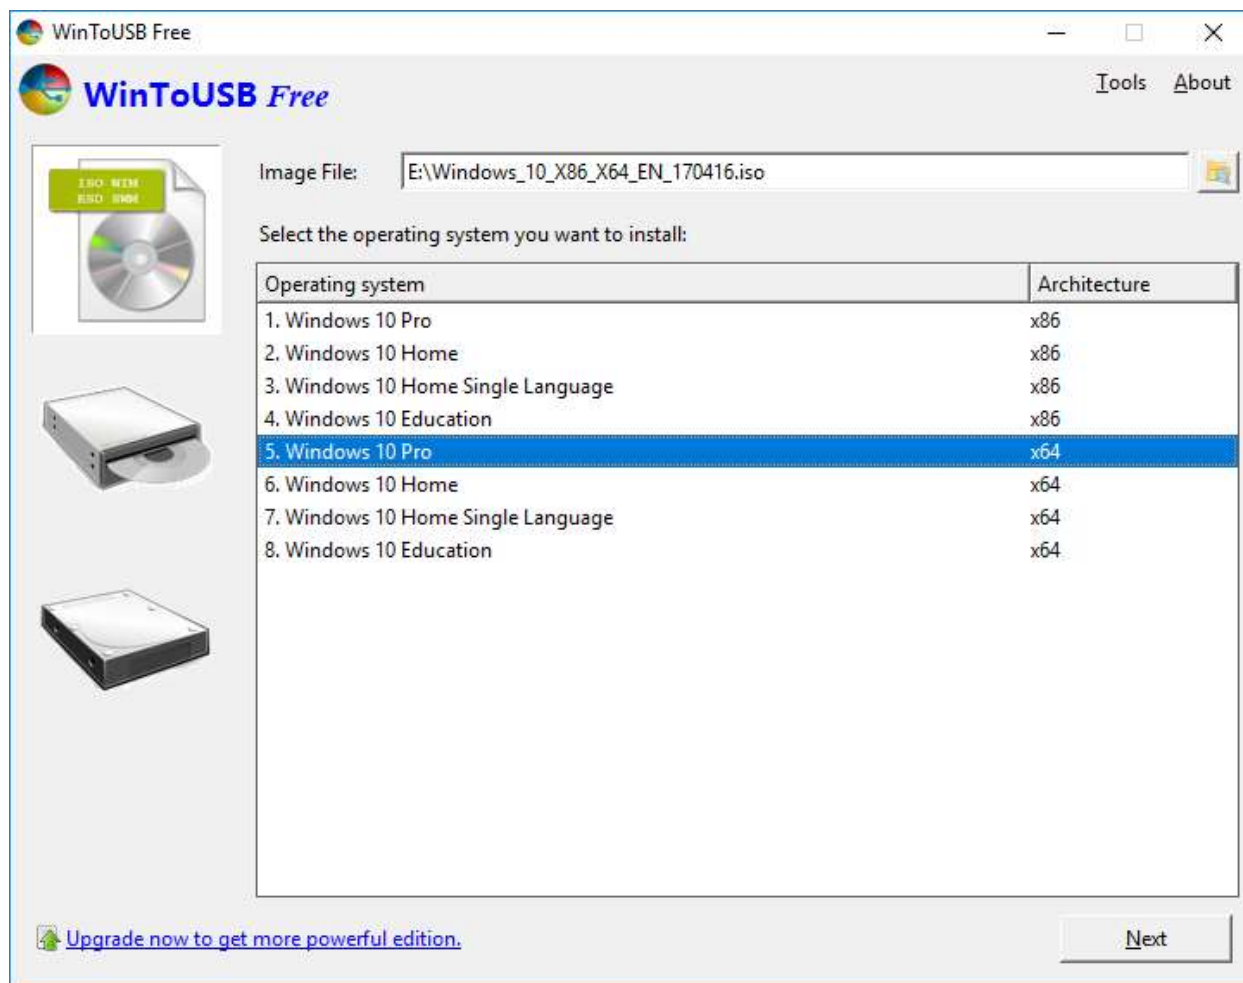 WinToUSB Free
WinToUSB Free
Tools About
ISO WIM
ESD SWM
Image File: E:\Windows_10_X86_X64_EN_170416.iso
Select the operating system you want to install:
Operating system Architecture
1. Windows 10 Pro x86
2. Windows 10 Home x86
3. Windows 10 Home Single Language x86
4. Windows 10 Education x86
5. Windows 10 Pro x64
6. Windows 10 Home x64
7. Windows 10 Home Single Language x64
8. Windows 10 Education x64
Upgrade now to get more powerful edition.
Next